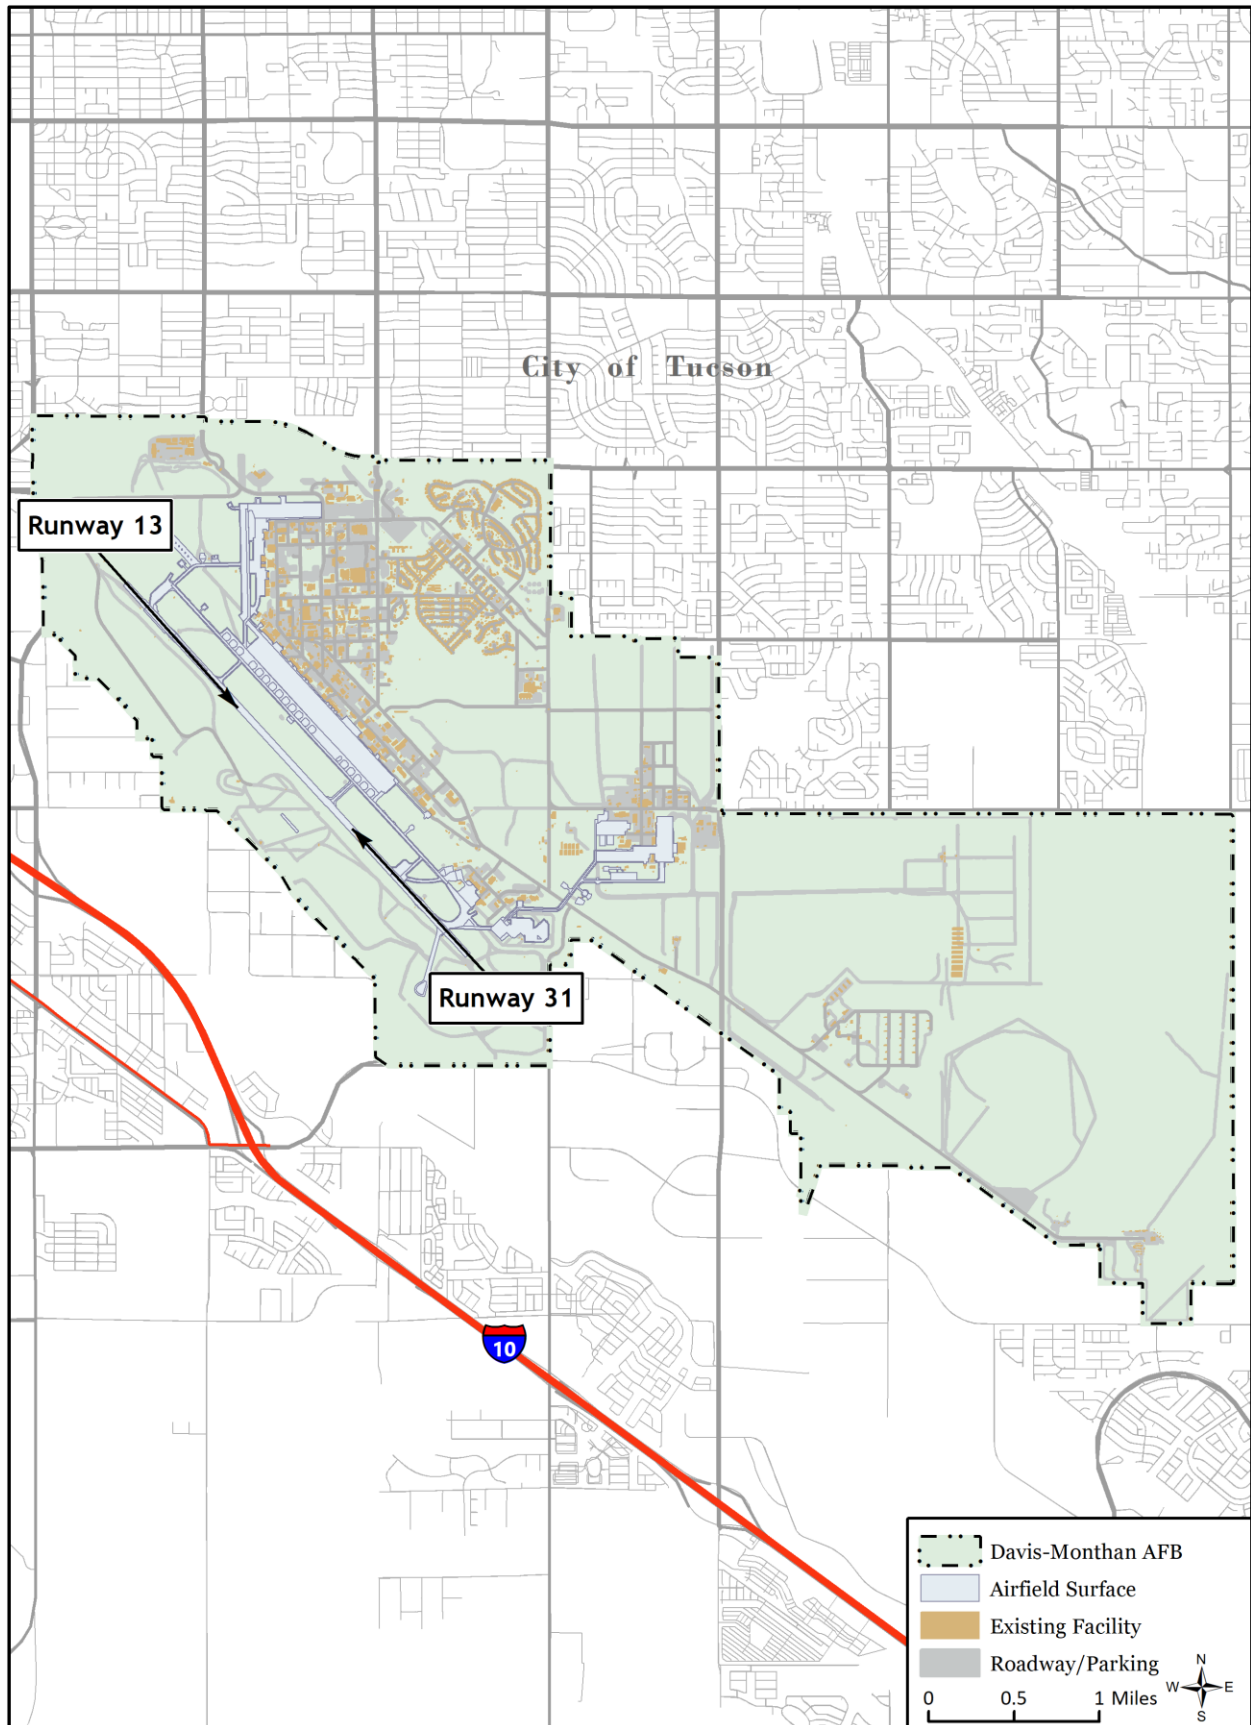 City of Tucson
Runway 13
Runway 31
10
Davis-Monthan AFB
Airfield Surface
Existing Facility
Roadway/Parking
0 0.5 1 Miles
N
W E
S